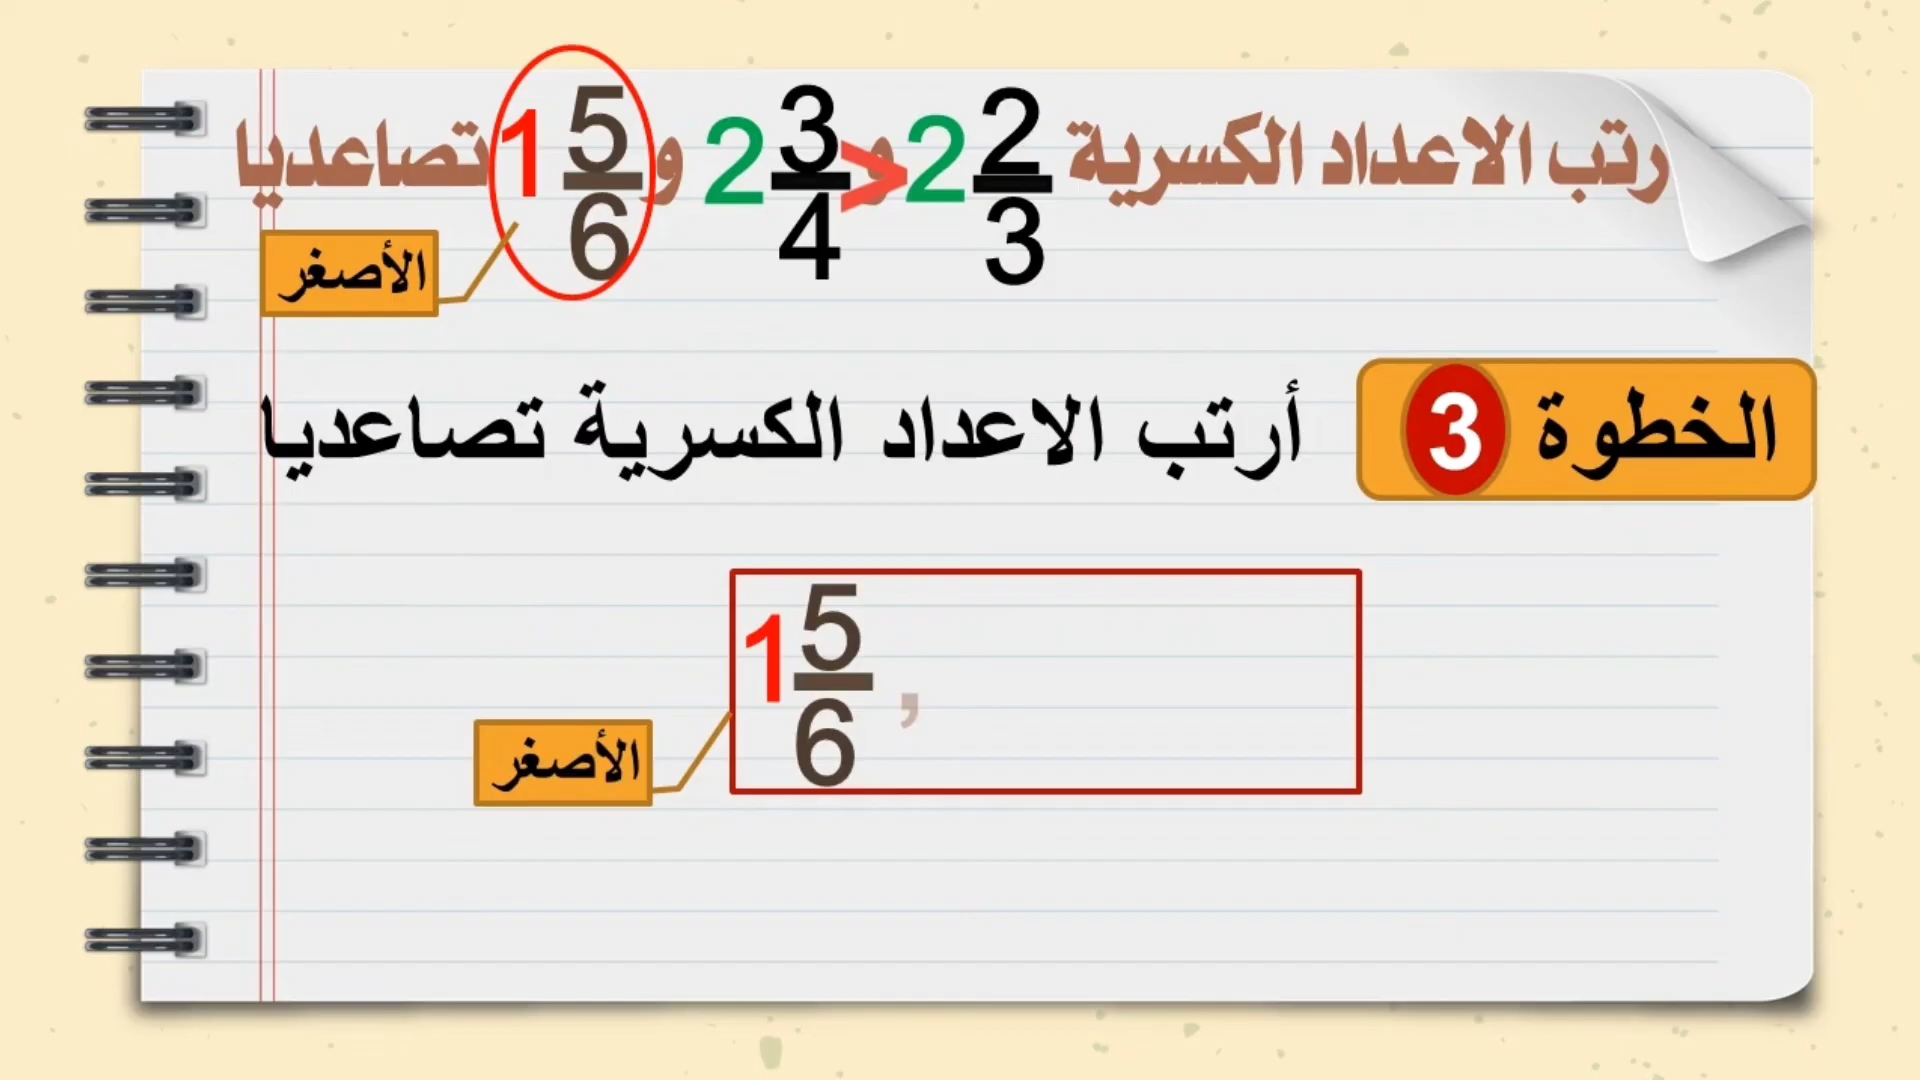 رتب الاعداد الكسرية 2 2/3 و 2 3/4 > و 1 5/6 تصاعديا
الأصغر
الخطوة 3 أرتب الاعداد الكسرية تصاعديا
1 5/6 ,
الأصغر